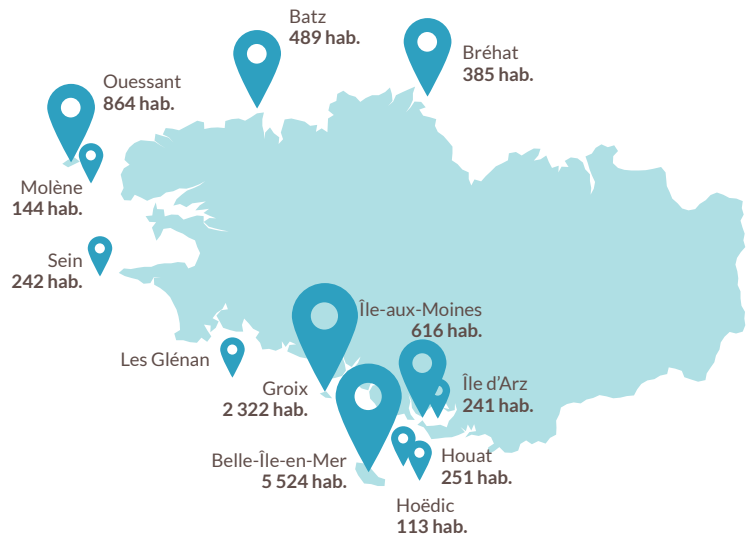 Batz
489 hab.
Bréhat
385 hab.
Ouessant
864 hab.
Molène
144 hab.
Sein
242 hab.
Île-aux-Moines
616 hab.
Les Glénan
Groix
2 322 hab.
Île d'Arz
241 hab.
Belle-Île-en-Mer
5 524 hab.
Houat
251 hab.
Hoëdic
113 hab.